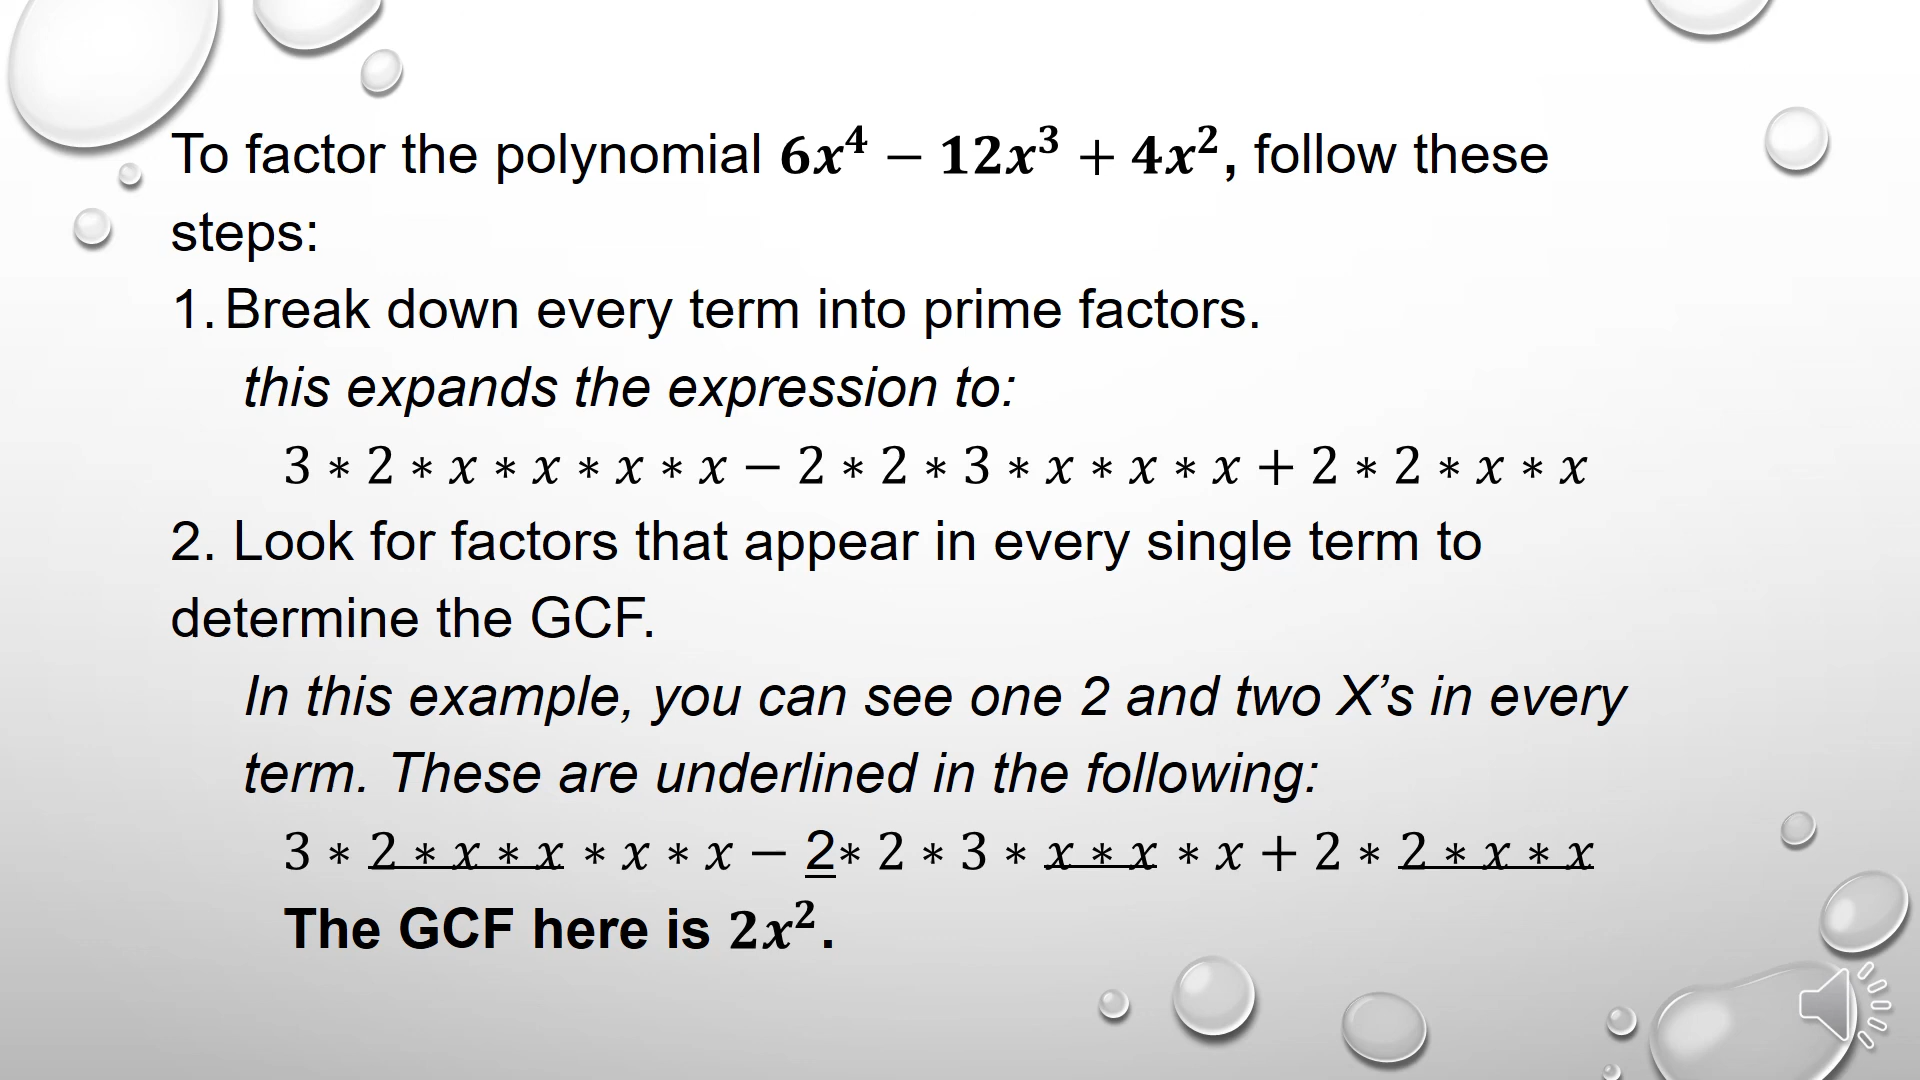 To factor the polynomial 6x⁴ − 12x³ + 4x², follow these
steps:
1. Break down every term into prime factors.
this expands the expression to:
3 ∗ 2 ∗ x ∗ x ∗ x ∗ x − 2 ∗ 2 ∗ 3 ∗ x ∗ x ∗ x + 2 ∗ 2 ∗ x ∗ x
2. Look for factors that appear in every single term to
determine the GCF.
In this example, you can see one 2 and two X’s in every
term. These are underlined in the following:
3 ∗ 2 ∗ x ∗ x ∗ x ∗ x − 2∗ 2 ∗ 3 ∗ x ∗ x ∗ x + 2 ∗ 2 ∗ x ∗ x
The GCF here is 2x².